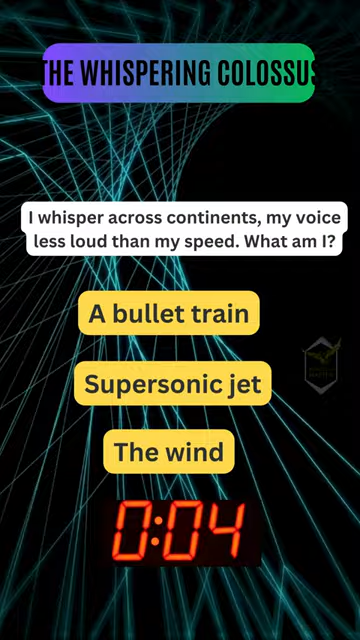 THE WHISPERING COLOSSUS
I whisper across continents, my voice
less loud than my speed. What am I?
A bullet train
Supersonic jet
The wind
0:04